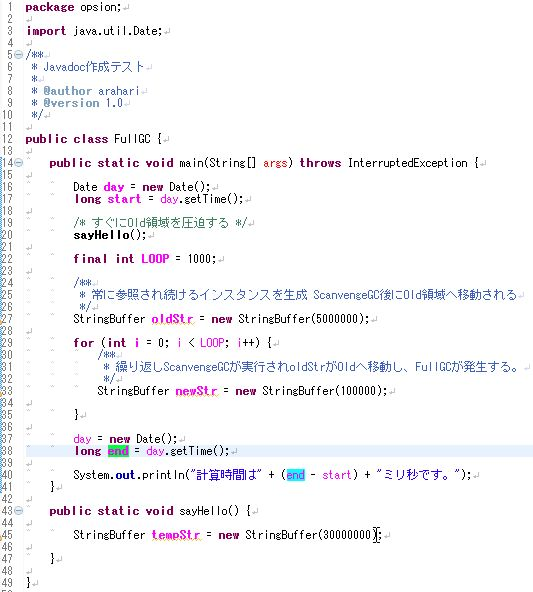 1 package opsion;
2
3 import java.util.Date;
4
5 /**
6 * Javadoc作成テスト
7 *
8 * @author arahari
9 * @version 1.0
10 */
11
12 public class FullGC {
13
14 public static void main(String[] args) throws InterruptedException {
15
16 Date day = new Date();
17 long start = day.getTime();
18
19 /* すぐにOld領域を圧迫する */
20 sayHello();
21
22 final int LOOP = 1000;
23
24 /**
25 * 常に参照され続けるインスタンスを生成 ScanvengeGC後にOld領域へ移動される
26 */
27 StringBuffer oldStr = new StringBuffer(5000000);
28
29 for (int i = 0; i < LOOP; i++) {
30 /**
31 * 繰り返しScanvengeGCが実行されoldStrがOldへ移動し、FullGCが発生する。
32 */
33 StringBuffer newStr = new StringBuffer(100000);
34
35 }
36
37 day = new Date();
38 long end = day.getTime();
39
40 System.out.println("計算時間は" + (end - start) + "ミリ秒です。");
41 }
42
43 public static void sayHello() {
44
45 StringBuffer tempStr = new StringBuffer(30000000);
46
47 }
48
49 }